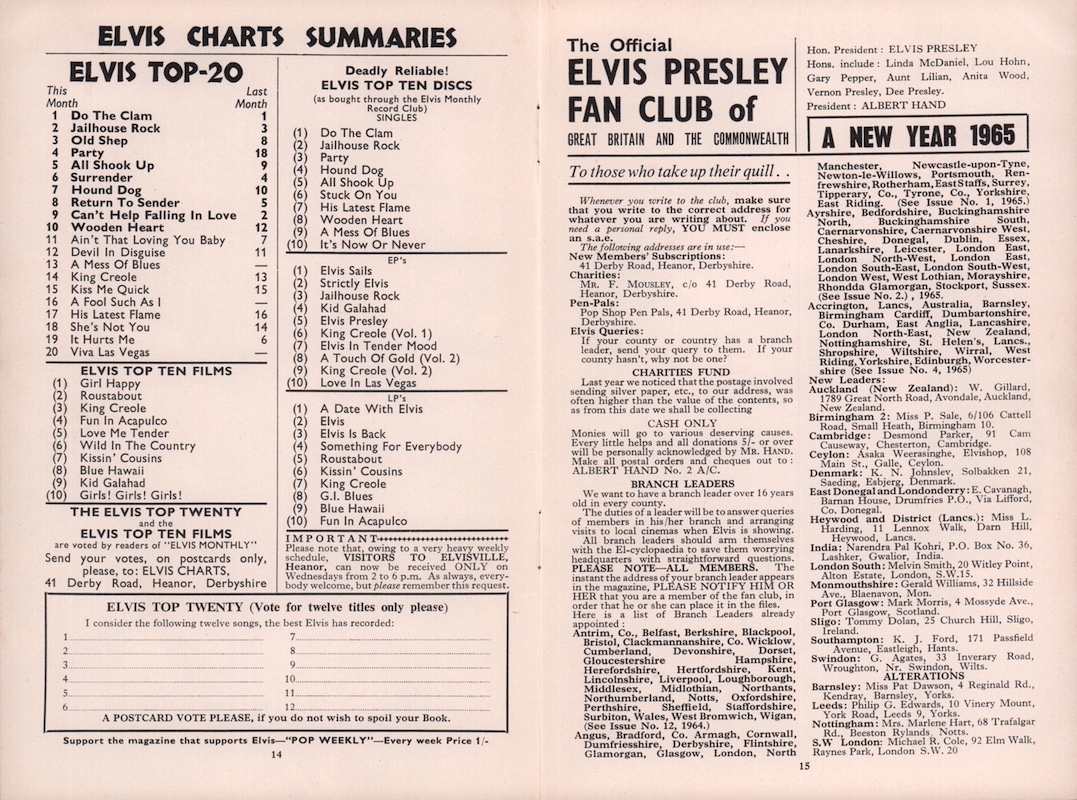 ELVIS CHARTS SUMMARIES
ELVIS TOP-20
This Last
Month Month
1 Do The Clam 1
2 Jailhouse Rock 3
3 Old Shep 8
4 Party 18
5 All Shook Up 9
6 Surrender 4
7 Hound Dog 10
8 Return To Sender 5
9 Can't Help Falling In Love 2
10 Wooden Heart 12
11 Ain't That Loving You Baby 7
12 Devil In Disguise 11
13 A Mess Of Blues —
14 King Creole 13
15 Kiss Me Quick 15
16 A Fool Such As I —
17 His Latest Flame 16
18 She's Not You 14
19 It Hurts Me 6
20 Viva Las Vegas —
ELVIS TOP TEN FILMS
(1) Girl Happy
(2) Roustabout
(3) King Creole
(4) Fun In Acapulco
(5) Love Me Tender
(6) Wild In The Country
(7) Kissin' Cousins
(8) Blue Hawaii
(9) Kid Galahad
(10) Girls! Girls! Girls!
THE ELVIS TOP TWENTY
and the
ELVIS TOP TEN FILMS
are voted by readers of "ELVIS MONTHLY"
Send your votes, on postcards only,
please, to: ELVIS CHARTS,
41 Derby Road, Heanor, Derbyshire
Deadly Reliable!
ELVIS TOP TEN DISCS
(as bought through the Elvis Monthly
Record Club)
SINGLES
(1) Do The Clam
(2) Jailhouse Rock
(3) Party
(4) Hound Dog
(5) All Shook Up
(6) Stuck On You
(7) His Latest Flame
(8) Wooden Heart
(9) A Mess Of Blues
(10) It's Now Or Never
EP's
(1) Elvis Sails
(2) Strictly Elvis
(3) Jailhouse Rock
(4) Kid Galahad
(5) Elvis Presley
(6) King Creole (Vol. 1)
(7) Elvis In Tender Mood
(8) A Touch Of Gold (Vol. 2)
(9) King Creole (Vol. 2)
(10) Love In Las Vegas
LP's
(1) A Date With Elvis
(2) Elvis
(3) Elvis Is Back
(4) Something For Everybody
(5) Roustabout
(6) Kissin' Cousins
(7) King Creole
(8) G.I. Blues
(9) Blue Hawaii
(10) Fun In Acapulco
IMPORTANT
Please note that, owing to a very heavy weekly
schedule, VISITORS TO ELVISVILLE,
Heanor, can now be received ONLY on
Wednesdays from 2 to 6 p.m. As always, every-
body welcome, but please remember this request.
ELVIS TOP TWENTY (Vote for twelve titles only please)
I consider the following twelve songs, the best Elvis has recorded:
1 7
2 8
3 9
4 10
5 11
6 12
A POSTCARD VOTE PLEASE, if you do not wish to spoil your Book.
Support the magazine that supports Elvis—"POP WEEKLY"—Every week Price 1/-
14
The Official
ELVIS PRESLEY
FAN CLUB of
GREAT BRITAIN AND THE COMMONWEALTH
Hon. President : ELVIS PRESLEY
Hons. include : Linda McDaniel, Lou Hohn,
Gary Pepper, Aunt Lilian, Anita Wood,
Vernon Presley, Dee Presley.
President : ALBERT HAND
A NEW YEAR 1965
To those who take up their quill . .
Whenever you write to the club, make sure
that you write to the correct address for
whatever you are writing about. If you
need a personal reply, YOU MUST enclose
an s.a.e.
The following addresses are in use:—
New Members' Subscriptions:
41 Derby Road, Heanor, Derbyshire.
Charities:
MR. F. MOUSLEY, c/o 41 Derby Road,
Heanor, Derbyshire.
Pen-Pals:
Pop Shop Pen Pals, 41 Derby Road, Heanor,
Derbyshire.
Elvis Queries:
If your county or country has a branch
leader, send your query to them. If your
county hasn't, why not be one?
CHARITIES FUND
Last year we noticed that the postage involved
sending silver paper, etc., to our address, was
often higher than the value of the contents, so
as from this date we shall be collecting
CASH ONLY
Monies will go to various deserving causes.
Every little helps and all donations 5/- or over
will be personally acknowledged by MR. HAND.
Make all postal orders and cheques out to :
ALBERT HAND No. 2 A/C.
BRANCH LEADERS
We want to have a branch leader over 16 years
old in every county.
The duties of a leader will be to answer queries
of members in his/her branch and arranging
visits to local cinemas when Elvis is showing.
All branch leaders should arm themselves
with the El-cyclopaedia to save them worrying
headquarters with straightforward questions.
PLEASE NOTE—ALL MEMBERS. The
instant the address of your branch leader appears
in the magazine, PLEASE NOTIFY HIM OR
HER that you are a member of the fan club, in
order that he or she can place it in the files.
Here is a list of Branch Leaders already
appointed :
Antrim, Co., Belfast, Berkshire, Blackpool,
Bristol, Clackmannanshire, Co. Wicklow,
Cumberland, Devonshire, Dorset,
Gloucestershire Hampshire,
Herefordshire, Hertfordshire, Kent,
Lincolnshire, Liverpool, Loughborough,
Middlesex, Midlothian, Northants,
Northumberland, Notts, Oxfordshire,
Perthshire, Sheffield, Staffordshire,
Surbiton, Wales, West Bromwich, Wigan,
(See Issue No. 12, 1964.)
Angus, Bradford, Co. Armagh, Cornwall,
Dumfriesshire, Derbyshire, Flintshire,
Glamorgan, Glasgow, London, North
Manchester, Newcastle-upon-Tyne,
Newton-le-Willows, Portsmouth, Ren-
frewshire, Rotherham, East Staffs, Surrey,
Tipperary, Co., Tyrone, Co., Yorkshire,
East Riding. (See Issue No. 1, 1965.)
Ayrshire, Bedfordshire, Buckinghamshire
North, Buckinghamshire South,
Caernarvonshire, Caernarvonshire West,
Cheshire, Donegal, Dublin, Essex,
Lanarkshire, Leicester, London East,
London North-West, London East,
London South-East, London South-West,
London West, West Lothian, Morayshire,
Rhondda Glamorgan, Stockport, Sussex.
(See Issue No. 2.) , 1965.
Accrington, Lancs, Australia, Barnsley,
Birmingham Cardiff, Dumbartonshire,
Co. Durham, East Anglia, Lancashire,
London North-East, New Zealand,
Nottinghamshire, St. Helen's, Lancs.,
Shropshire, Wiltshire, Wirral, West
Riding, Yorkshire, Edinburgh, Worcester-
shire (See Issue No. 4, 1965)
New Leaders:
Auckland (New Zealand): W. Gillard,
1789 Great North Road, Avondale, Auckland,
New Zealand.
Birmingham 2: Miss P. Sale, 6/106 Cattell
Road, Small Heath, Birmingham 10.
Cambridge: Desmond Parker, 91 Cam
Causeway, Chesterton, Cambridge.
Ceylon: Asaka Weerasinghe, Elvishop, 108
Main St., Galle, Ceylon.
Denmark: K. N. Johnslev, Solbakken 21,
Saeding, Esbjerg, Denmark.
East Donegal and Londonderry: E. Cavanagh,
Barnan House, Drumfries P.O., Via Lifford,
Co. Donegal.
Heywood and District (Lancs.): Miss L.
Harding, 11 Lennox Walk, Darn Hill,
Heywood, Lancs.
India: Narendra Pal Kohri, P.O. Box No. 36,
Lashker, Gwalior, India.
London South: Melvin Smith, 20 Witley Point,
Alton Estate, London, S.W.15.
Monmouthshire: Gerald Williams, 32 Hillside
Ave., Blaenavon, Mon.
Port Glasgow: Mark Morris, 4 Mossyde Ave.,
Port Glasgow, Scotland.
Sligo: Tommy Dolan, 25 Church Hill, Sligo,
Ireland.
Southampton: K. J. Ford, 171 Passfield
Avenue, Eastleigh, Hants.
Swindon: G. Agates, 33 Inverary Road,
Wroughton, Nr. Swindon, Wilts.
ALTERATIONS
Barnsley: Miss Pat Dawson, 4 Reginald Rd.,
Kendray, Barnsley, Yorks.
Leeds: Philip G. Edwards, 10 Vinery Mount,
York Road, Leeds 9, Yorks.
Nottingham: Mrs. Marlene Hart, 68 Trafalgar
Rd., Beeston Rylands, Notts.
S.W London: Michael R. Cole, 92 Elm Walk,
Raynes Park, London S.W. 20
15